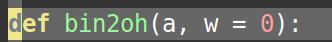 def bin2oh(a, w = 0):